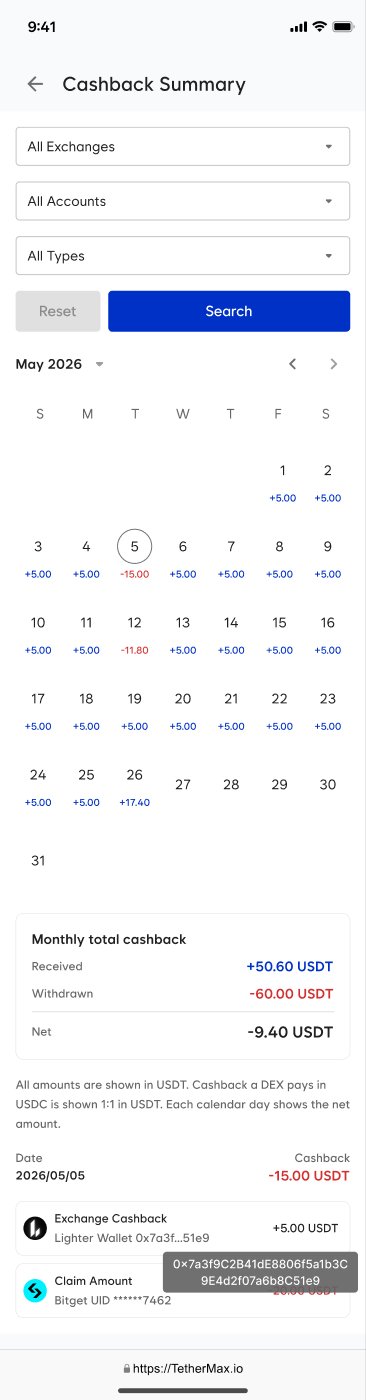 9:41
Cashback Summary
All Exchanges
All Accounts
All Types
Reset Search
May 2026
S M T W T F S
1 2
+5.00 +5.00
3 4 5 6 7 8 9
+5.00 +5.00 -15.00 +5.00 +5.00 +5.00 +5.00
10 11 12 13 14 15 16
+5.00 +5.00 -11.80 +5.00 +5.00 +5.00 +5.00
17 18 19 20 21 22 23
+5.00 +5.00 +5.00 +5.00 +5.00 +5.00 +5.00
24 25 26 27 28 29 30
+5.00 +5.00 +17.40
31
Monthly total cashback
Received +50.60 USDT
Withdrawn -60.00 USDT
Net -9.40 USDT
All amounts are shown in USDT. Cashback a DEX pays in
USDC is shown 1:1 in USDT. Each calendar day shows the net
amount.
Date Cashback
2026/05/05 -15.00 USDT
Exchange Cashback +5.00 USDT
Lighter Wallet 0x7a3f...51e9
0x7a3f9C2B41dE8806f5a1b3C
9E4d2f07a6b8C51e9
Claim Amount -20.00 USDT
Bitget UID ******7462
https://TetherMax.io